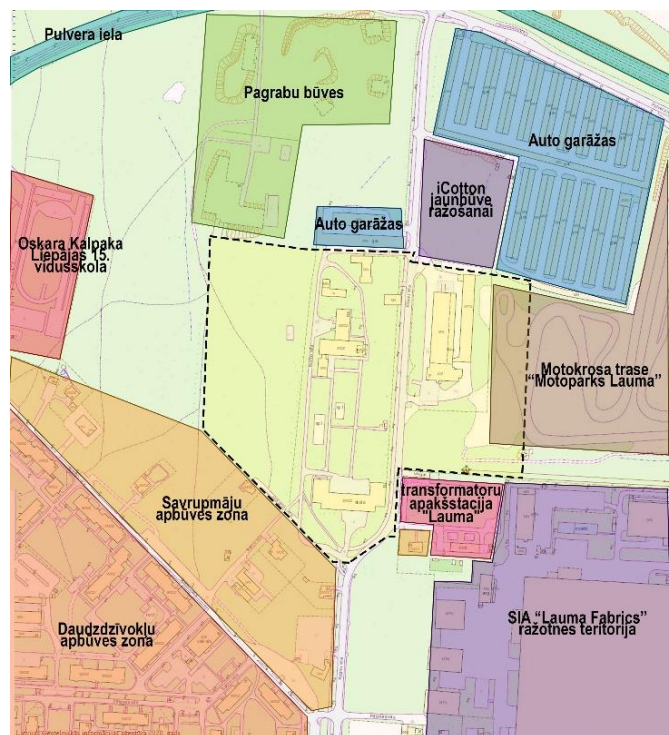 Pulvera iela
Pagrabu būves
Auto garāžas
iCotton
jaunbūve
ražošanai
Auto garāžas
Oskara Kalpaka
Liepājas 15.
vidusskola
Motokrosa trase
“Motoparks Lauma”
transformatoru
apakšstacija
"Lauma"
Savrupmāju
apbūves zona
SIA “Lauma Fabrics”
ražotnes teritorija
Daudzdzīvokļu
apbūves zona